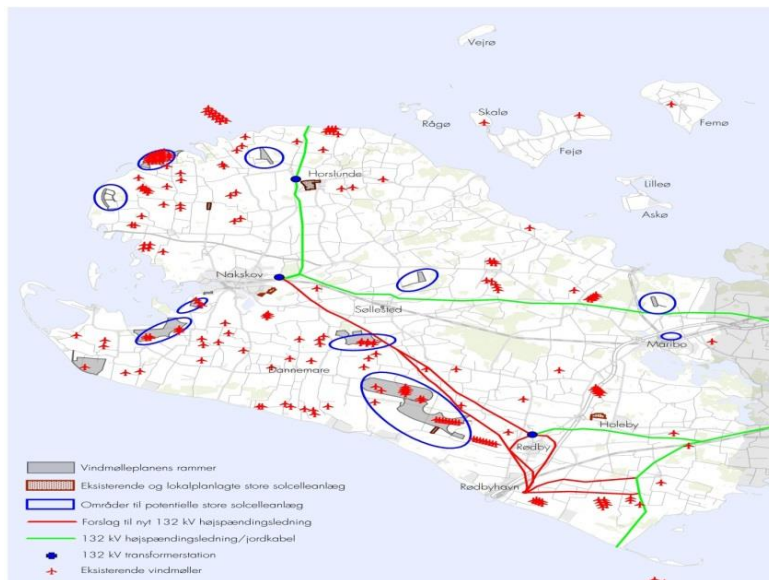 Vejrø
Rågø
Skalø
Femø
Fejø
Horslunde
Lilleø
Askø
Nakskov
Søllested
Maribo
Dannemare
Holeby
Rødby
Rødbyhavn
Vindmølleplanens rammer
Eksisterende og lokalplanlagte store solcelleanlæg
Områder til potentielle store solcelleanlæg
Forslag til nyt 132 kV højspændingsledning
132 kV højspændingsledning/jordkabel
132 kV transformerstation
Eksisterende vindmøller